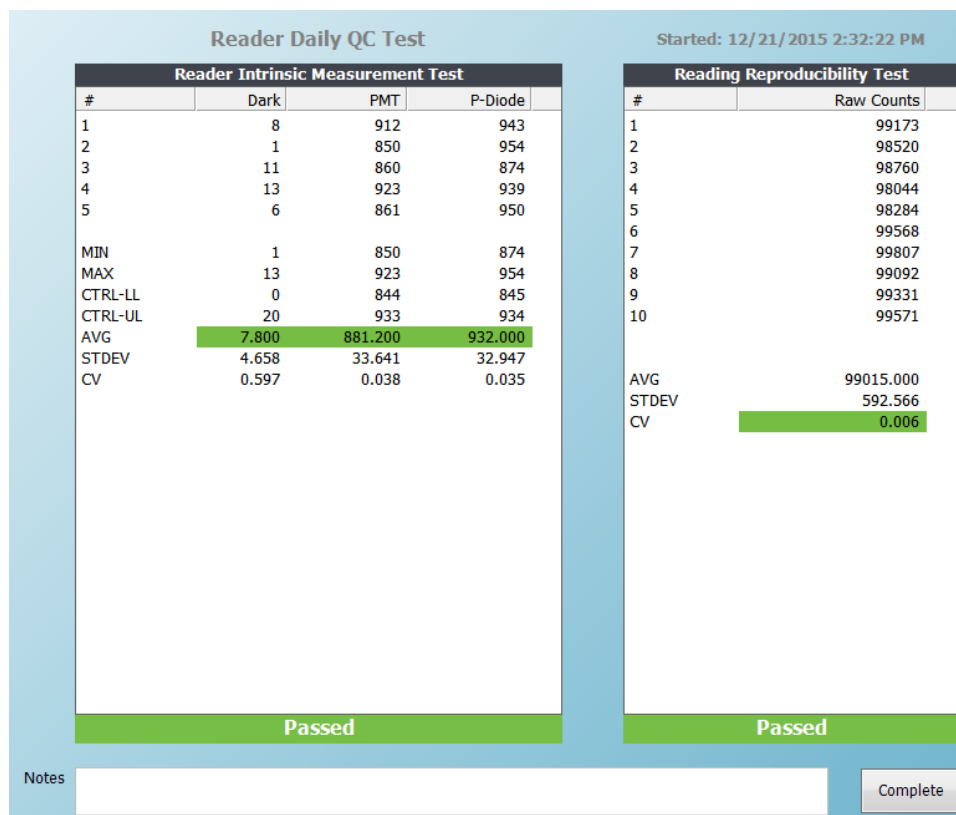 Reader Daily QC Test
Started: 12/21/2015 2:32:22 PM
Reader Intrinsic Measurement Test
# Dark PMT P-Diode
1 8 912 943
2 1 850 954
3 11 860 874
4 13 923 939
5 6 861 950
MIN 1 850 874
MAX 13 923 954
CTRL-LL 0 844 845
CTRL-UL 20 933 934
AVG 7.800 881.200 932.000
STDEV 4.658 33.641 32.947
CV 0.597 0.038 0.035
Passed
Reading Reproducibility Test
# Raw Counts
1 99173
2 98520
3 98760
4 98044
5 98284
6 99568
7 99807
8 99092
9 99331
10 99571
AVG 99015.000
STDEV 592.566
CV 0.006
Passed
Notes
Complete